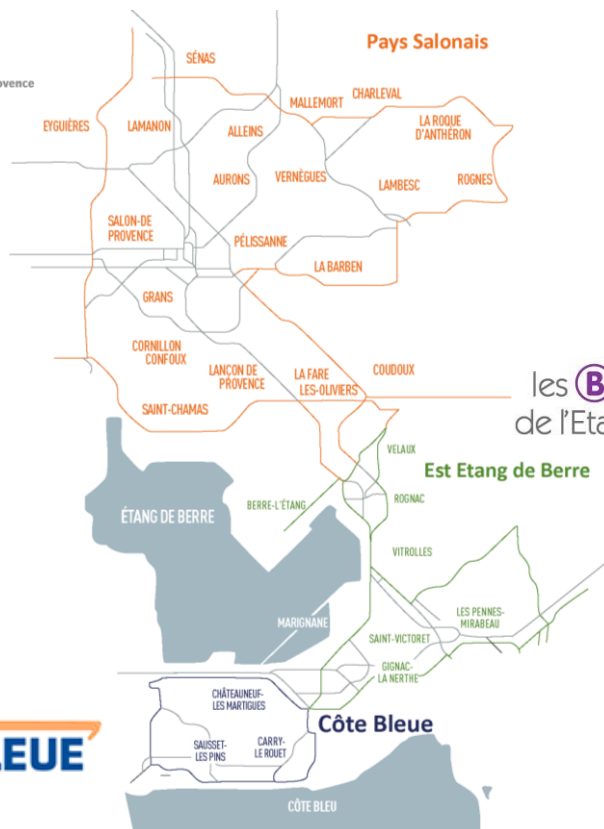 Pays Salonais
SÉNAS
ovence
MALLEMORT
CHARLEVAL
EYGUIÈRES
LAMANON
ALLEINS
LA ROQUE
D'ANTHÉRON
AURONS
VERNÈGUES
LAMBESC
ROGNES
SALON-DE
PROVENCE
PÉLISSANNE
LA BARBEN
GRANS
CORNILLON
CONFOUX
LANÇON DE
PROVENCE
LA FARE
LES-OLIVIERS
COUDOUX
SAINT-CHAMAS
les B
de l'Eta
VELAUX
Est Etang de Berre
BERRE-L'ÉTANG
ROGNAC
ÉTANG DE BERRE
VITROLLES
MARIGNANE
LES PENNES-
MIRABEAU
SAINT-VICTORET
GIGNAC-
LA NERTHE
CHÂTEAUNEUF-
LES MARTIGUES
Côte Bleue
SAUSSET-
LES PINS
CARRY-
LE ROUET
LEUE
CÔTE BLEU